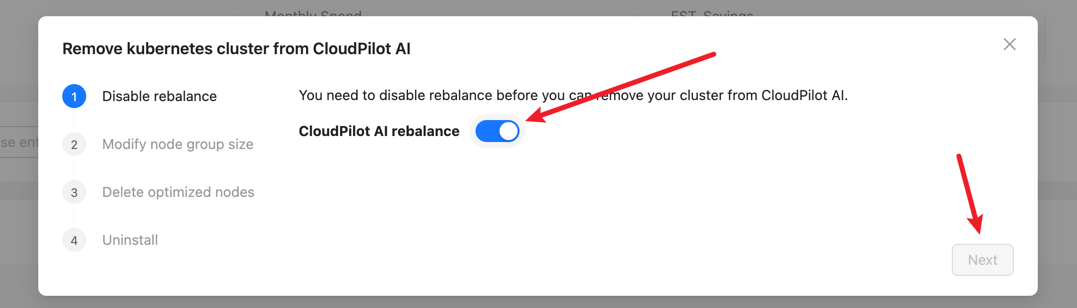 Monthly Spend
EST. Savings
Remove kubernetes cluster from CloudPilot AI
1 Disable rebalance
You need to disable rebalance before you can remove your cluster from CloudPilot AI.
CloudPilot AI rebalance
2 Modify node group size
3 Delete optimized nodes
4 Uninstall
Next